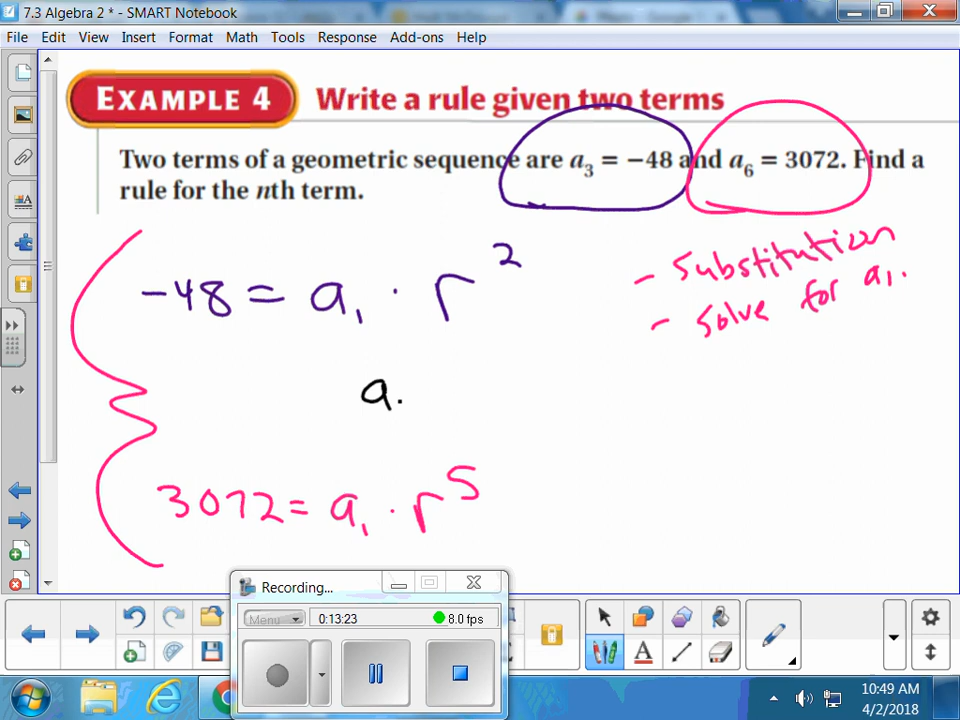 7.3 Algebra 2 * - SMART Notebook
File Edit View Insert Format Math Tools Response Add-ons Help
EXAMPLE 4 Write a rule given two terms
Two terms of a geometric sequence are a₃ = −48 and a₆ = 3072. Find a
rule for the nth term.
-48 = a₁ · r²
- Substitution
- Solve for a₁.
a.
3072 = a₁ · r⁵
Recording...
Menu 0:13:23 8.0 fps
A
10:49 AM
4/2/2018